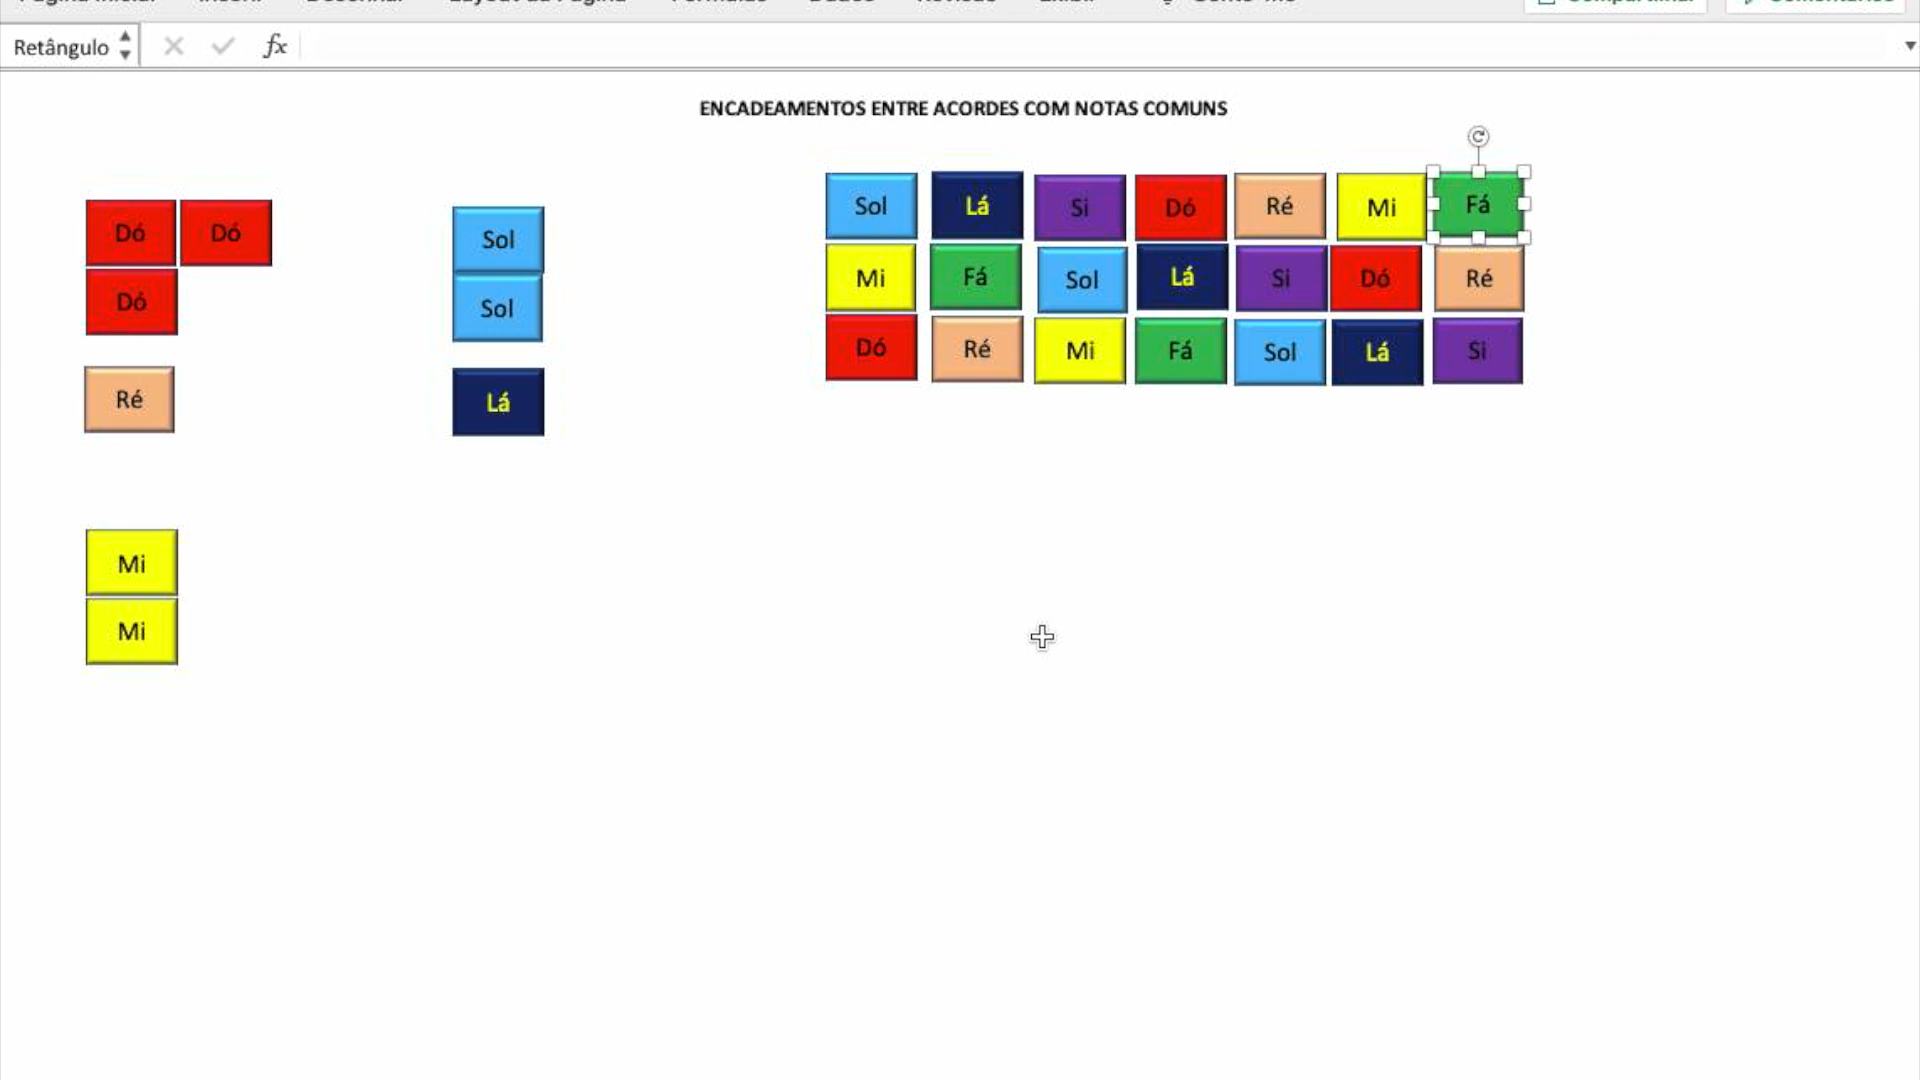 Retângulo fx
ENCADEAMENTOS ENTRE ACORDES COM NOTAS COMUNS
Dó Dó
Dó
Ré
Mi
Mi
Sol
Sol
Lá
Sol Lá Si Dó Ré Mi Fá
Mi Fá Sol Lá Si Dó Ré
Dó Ré Mi Fá Sol Lá Si